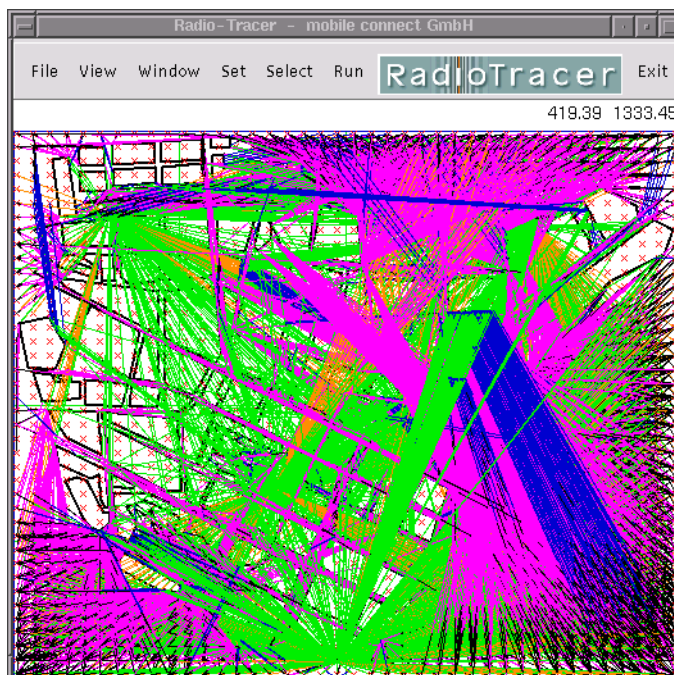 Radio-Tracer - mobile connect GmbH
File View Window Set Select Run RadioTracer Exit
419.39 1333.45